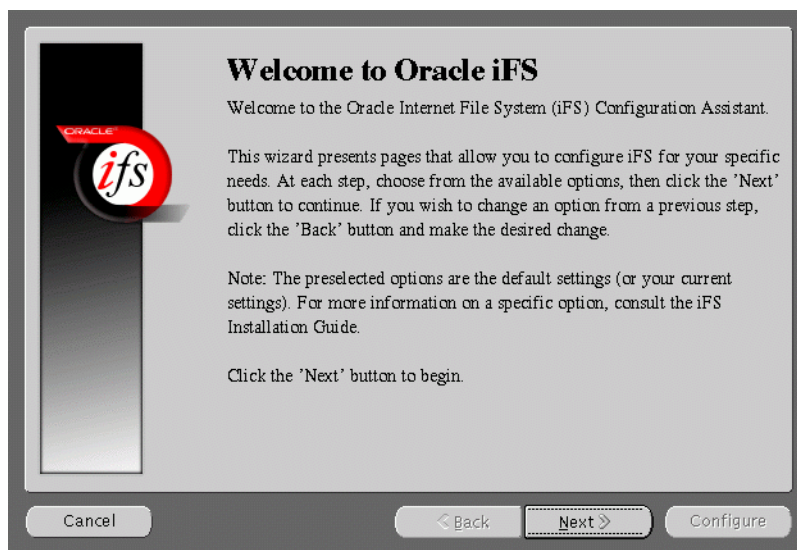 Welcome to Oracle iFS
Welcome to the Oracle Internet File System (iFS) Configuration Assistant.
ORACLE
ifs
This wizard presents pages that allow you to configure iFS for your specific
needs. At each step, choose from the available options, then click the 'Next'
button to continue. If you wish to change an option from a previous step,
click the 'Back' button and make the desired change.
Note: The preselected options are the default settings (or your current
settings). For more information on a specific option, consult the iFS
Installation Guide.
Click the 'Next' button to begin.
Cancel
Back
Next
Configure